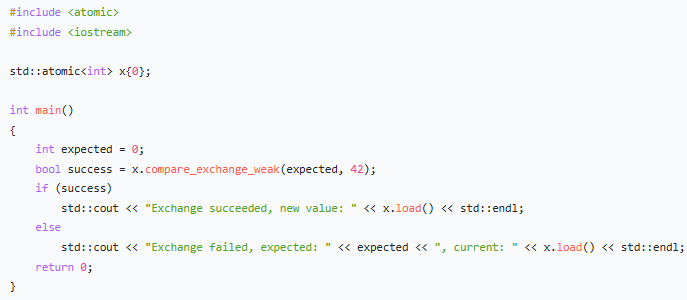 #include <atomic>
#include <iostream>

std::atomic<int> x{0};

int main()
{
    int expected = 0;
    bool success = x.compare_exchange_weak(expected, 42);
    if (success)
        std::cout << "Exchange succeeded, new value: " << x.load() << std::endl;
    else
        std::cout << "Exchange failed, expected: " << expected << ", current: " << x.load() << std::endl;
    return 0;
}